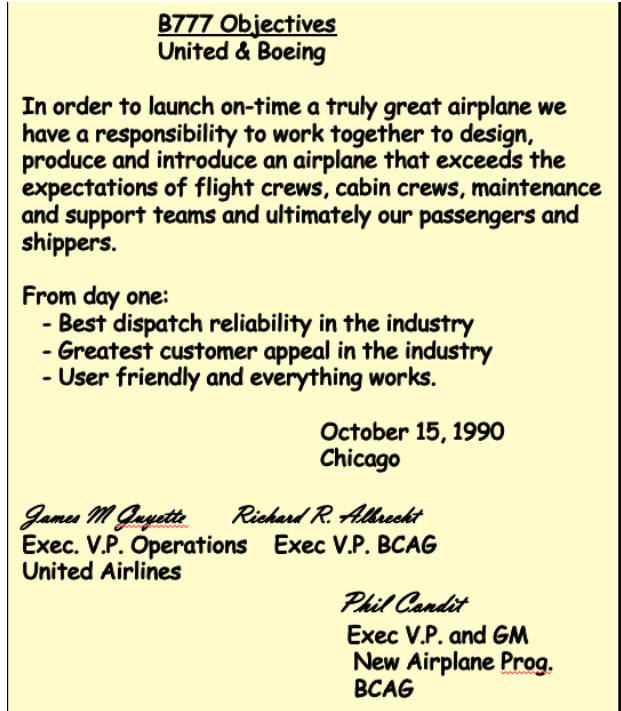 B777 Objectives
United & Boeing
In order to launch on-time a truly great airplane we
have a responsibility to work together to design,
produce and introduce an airplane that exceeds the
expectations of flight crews, cabin crews, maintenance
and support teams and ultimately our passengers and
shippers.
From day one:
- Best dispatch reliability in the industry
- Greatest customer appeal in the industry
- User friendly and everything works.
October 15, 1990
Chicago
James M Guyette Richard R. Albrecht
Exec. V.P. Operations Exec V.P. BCAG
United Airlines
Phil Condit
Exec V.P. and GM
New Airplane Prog.
BCAG